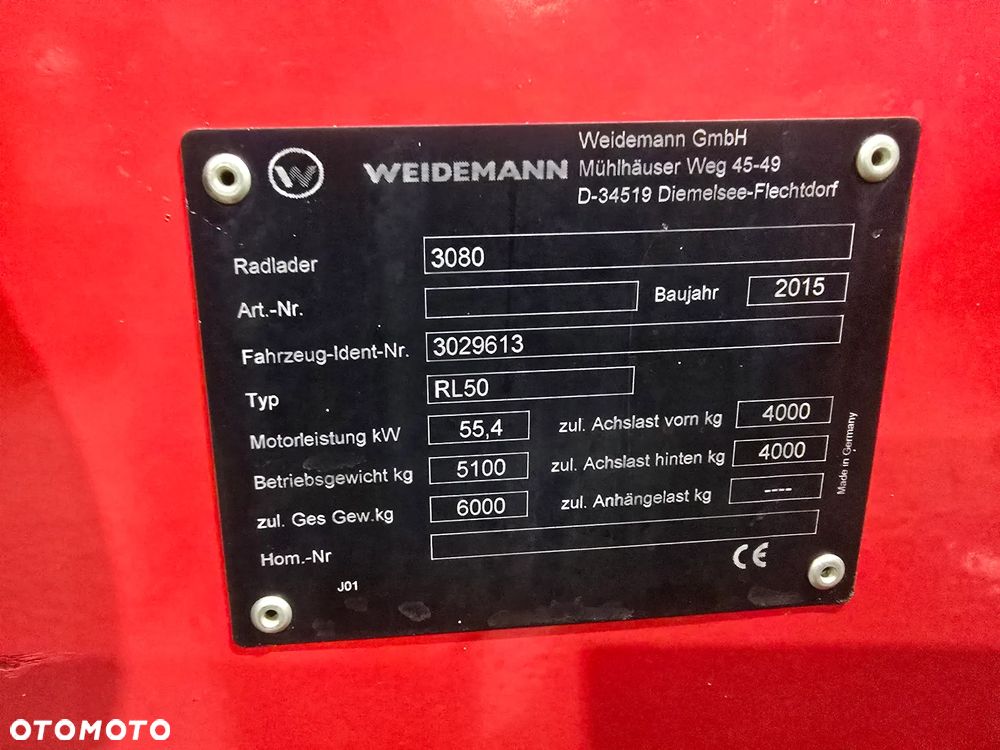 Weidemann GmbH
W WEIDEMANN Mühlhäuser Weg 45-49
D-34519 Diemelsee-Flechtdorf
Radlader 3080
Art.-Nr. Baujahr 2015
Fahrzeug-Ident-Nr. 3029613
Typ RL50
Motorleistung kW 55,4 zul. Achslast vorn kg 4000
Betriebsgewicht kg 5100 zul. Achslast hinten kg 4000
zul. Ges Gew.kg 6000 zul. Anhängelast kg ----
Hom.-Nr
Made in Germany
CE
J01
OTOMOTO